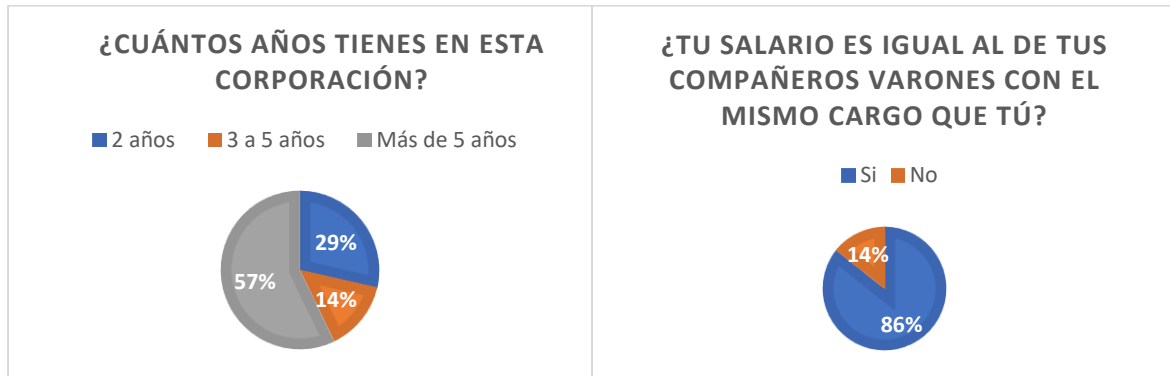 ¿CUÁNTOS AÑOS TIENES EN ESTA
CORPORACIÓN?
2 años 3 a 5 años Más de 5 años
29%
57%
14%
¿TU SALARIO ES IGUAL AL DE TUS
COMPAÑEROS VARONES CON EL
MISMO CARGO QUE TÚ?
Si No
14%
86%